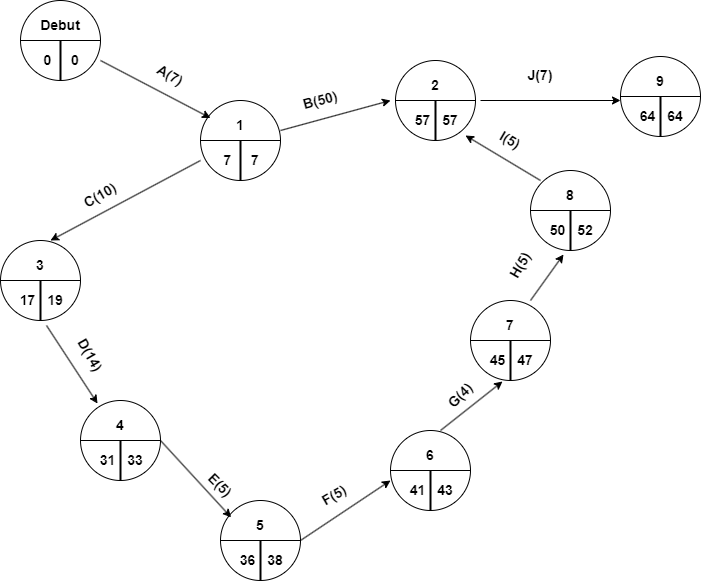 Debut
0 0
A(7)
1
7 7
B(50)
2
57 57
J(7)
9
64 64
I(5)
8
50 52
C(10)
3
17 19
H(5)
7
45 47
D(14)
4
31 33
G(4)
6
41 43
E(5)
F(5)
5
36 38